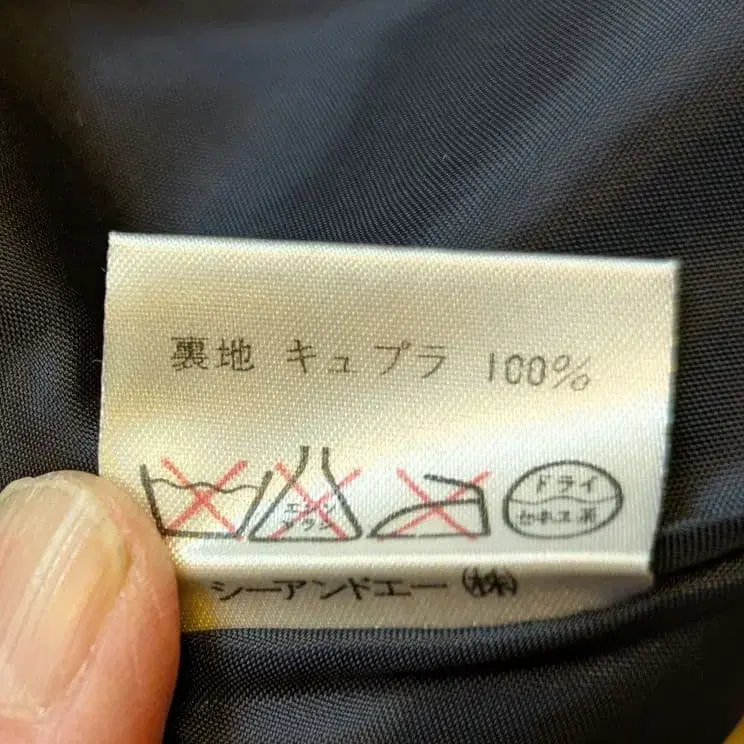 裏地 キュプラ 100%
エンソ
サラシ
ドライ
セキユ系
シーアンドエー(株)